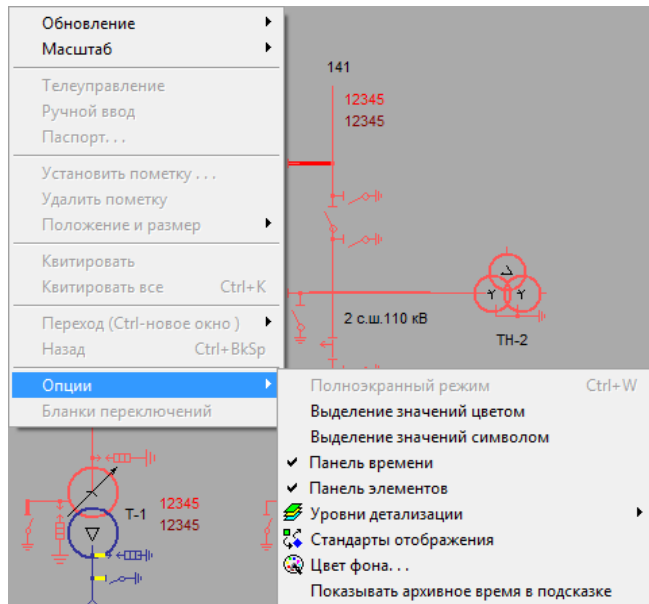 Обновление
Масштаб
Телеуправление
Ручной ввод
Паспорт. . .
Установить пометку . . .
Удалить пометку
Положение и размер
Квитировать
Квитировать все Ctrl+K
Переход (Ctrl-новое окно )
Назад Ctrl+BkSp
Опции
Бланки переключений
141
12345
12345
2 с.ш.110 кВ
ТН-2
Полноэкранный режим Ctrl+W
Выделение значений цветом
Выделение значений символом
Панель времени
Панель элементов
Уровни детализации
Стандарты отображения
Цвет фона. . .
Показывать архивное время в подсказке
Т-1
12345
12345